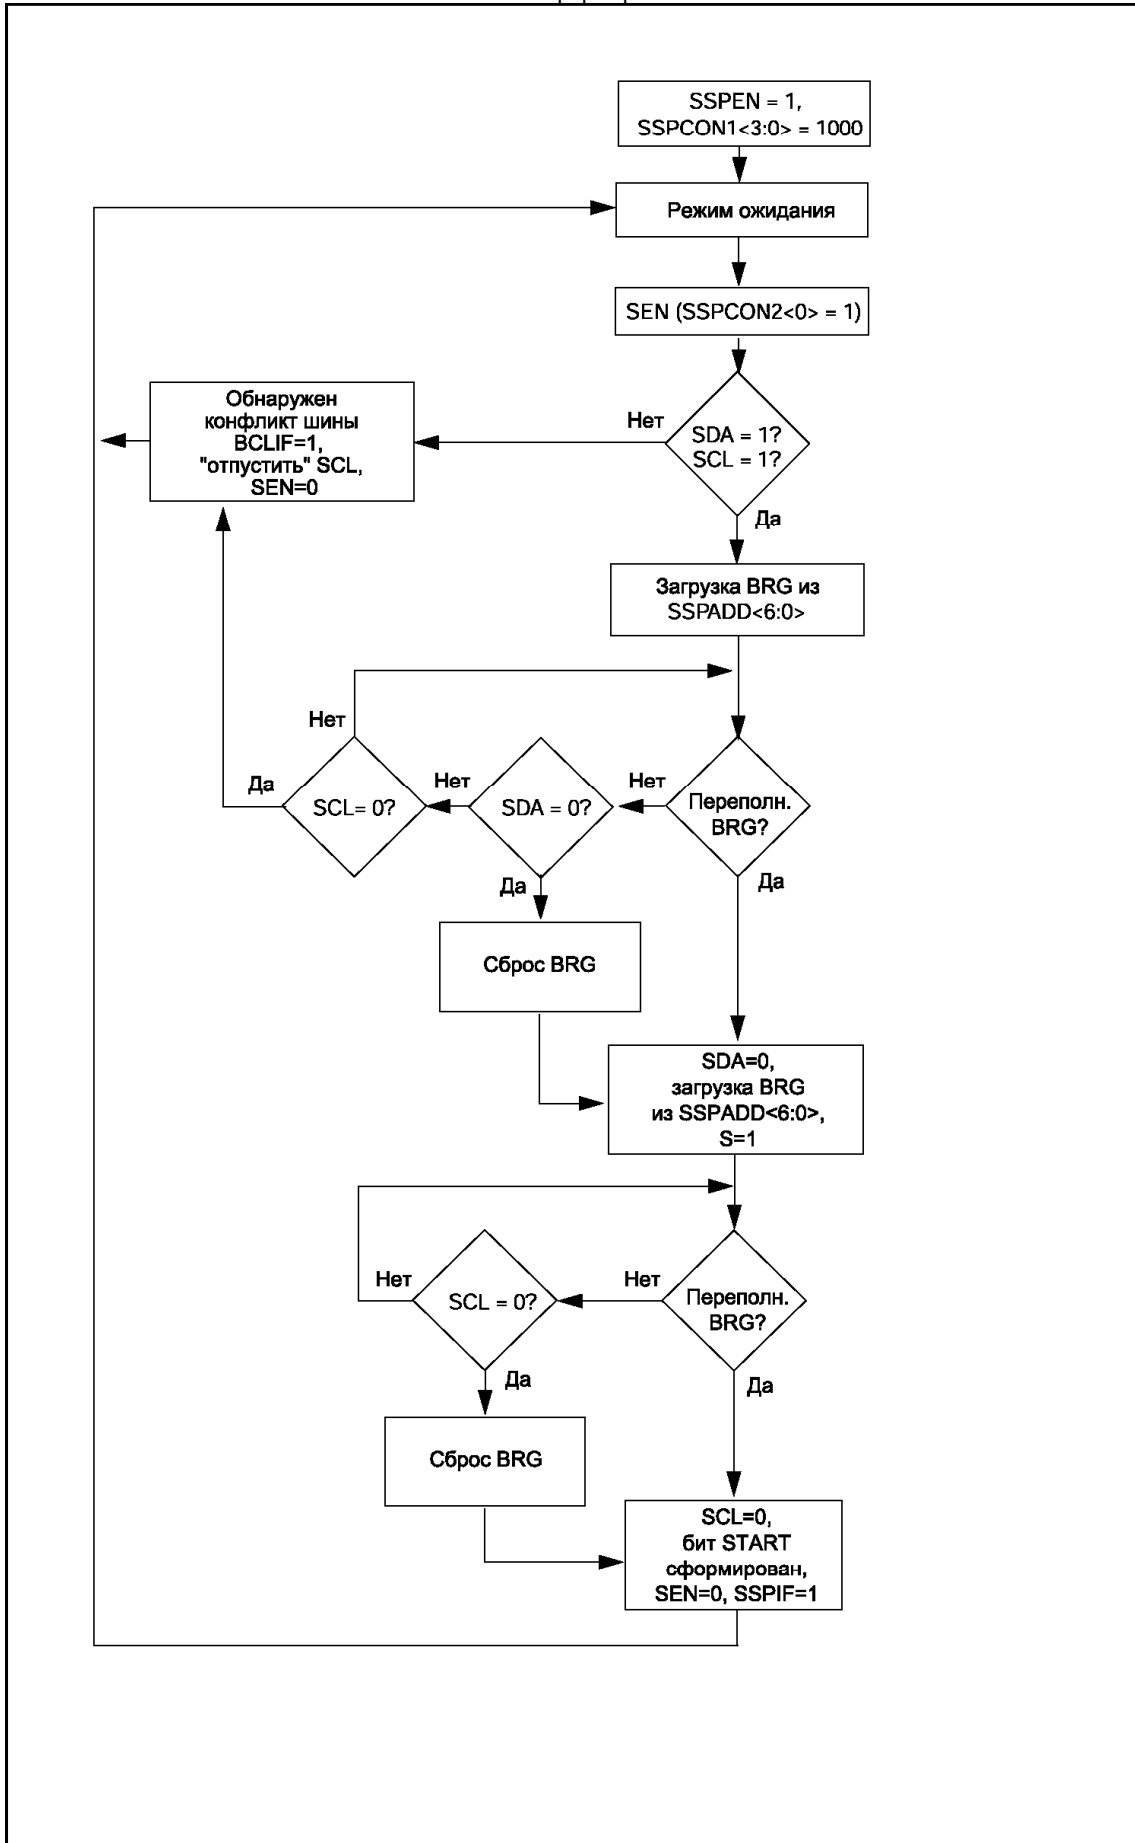 SSPEN = 1,
SSPCON1<3:0> = 1000
Режим ожидания
SEN (SSPCON2<0> = 1)
Обнаружен
конфликт шины
BCLIF=1,
"отпустить" SCL,
SEN=0
Нет
SDA = 1?
SCL = 1?
Да
Загрузка BRG из
SSPADD<6:0>
Нет
Да
SCL= 0?
Нет
SDA = 0?
Нет
Переполн.
BRG?
Да
Да
Сброс BRG
SDA=0,
загрузка BRG
из SSPADD<6:0>,
S=1
Нет
SCL = 0?
Нет
Переполн.
BRG?
Да
Да
Сброс BRG
SCL=0,
бит START
сформирован,
SEN=0, SSPIF=1